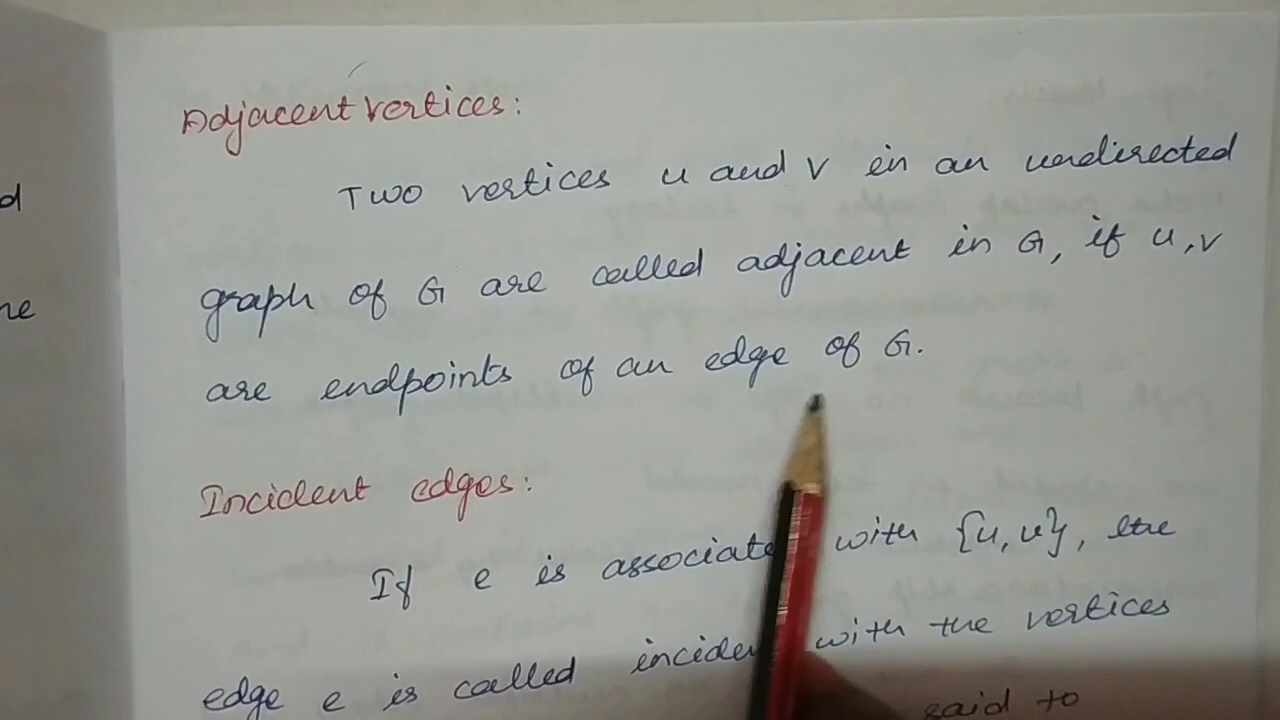 Adjacent vertices:
Two vertices u and v in an undirected
graph of G are called adjacent in G, if u,v
are endpoints of an edge of G.
Incident edges:
If e is associate with {u, v}, the
edge e is called incident with the vertices
said to